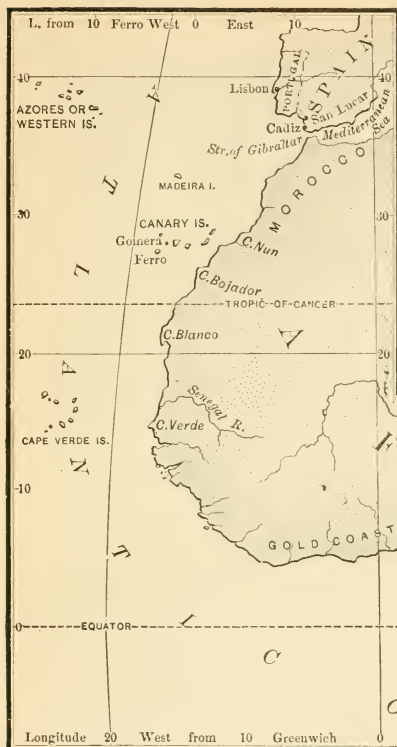 L. from 10 Ferro West 0 East 10
40 40
Lisbon
PORTUGAL
SPAIN
San Lucar
Cadiz
Mediterranean
Sea
Str. of Gibraltar
AZORES OR
WESTERN IS.
MOROCCO
MADEIRA I.
30 30
CANARY IS.
Gomera
Ferro
C. Nun
C. Bojador
TROPIC OF CANCER
C. Blanco
20 20
A
F
Senegal R.
C. Verde
CAPE VERDE IS.
10 10
GOLD COAST
EQUATOR
0 0
ATLANTIC
O
C
Longitude 20 West from 10 Greenwich 0